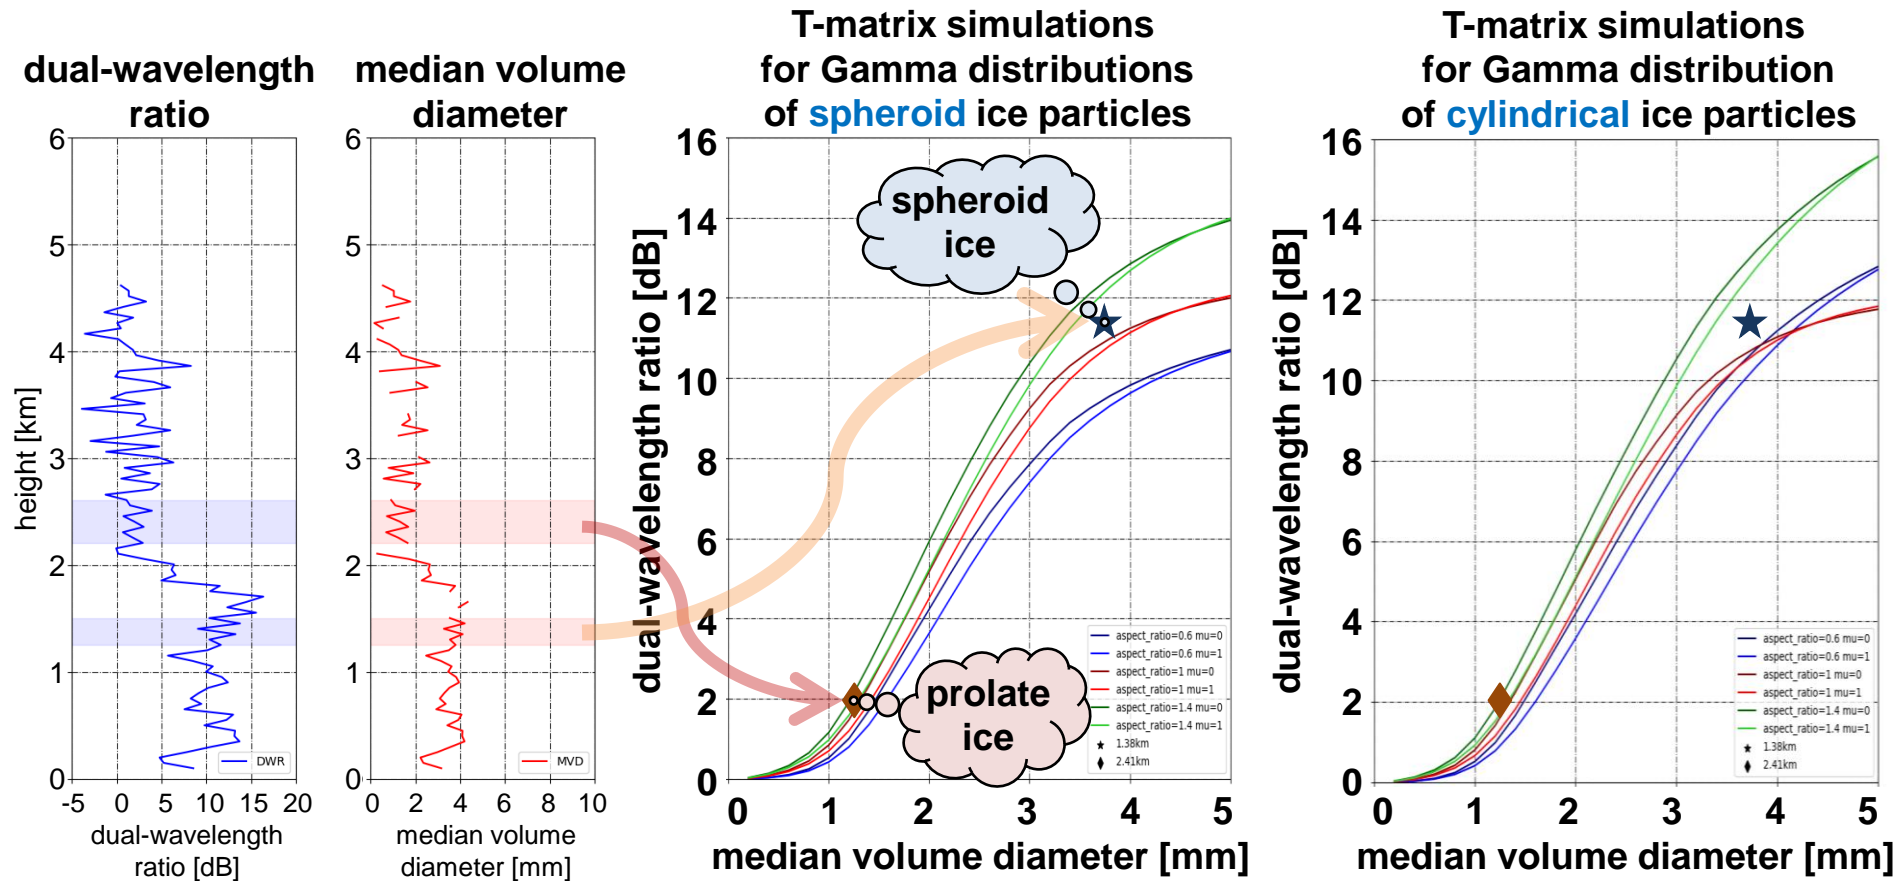 dual-wavelength
ratio
6
5
4
3
2
1
0
height [km]
-5 0 5 10 15 20
dual-wavelength
ratio [dB]
DWR
median volume
diameter
6
5
4
3
2
1
0
0 2 4 6 8 10
median volume
diameter [mm]
MVD
T-matrix simulations
for Gamma distributions
of spheroid ice particles
16
14
12
10
8
6
4
2
0
dual-wavelength ratio [dB]
spheroid
ice
prolate
ice
aspect_ratio=0.6 mu=0
aspect_ratio=0.6 mu=1
aspect_ratio=1 mu=0
aspect_ratio=1 mu=1
aspect_ratio=1.4 mu=0
aspect_ratio=1.4 mu=1
1.38km
2.41km
0 1 2 3 4 5
median volume diameter [mm]
T-matrix simulations
for Gamma distribution
of cylindrical ice particles
16
14
12
10
8
6
4
2
0
dual-wavelength ratio [dB]
aspect_ratio=0.6 mu=0
aspect_ratio=0.6 mu=1
aspect_ratio=1 mu=0
aspect_ratio=1 mu=1
aspect_ratio=1.4 mu=0
aspect_ratio=1.4 mu=1
1.38km
2.41km
0 1 2 3 4 5
median volume diameter [mm]